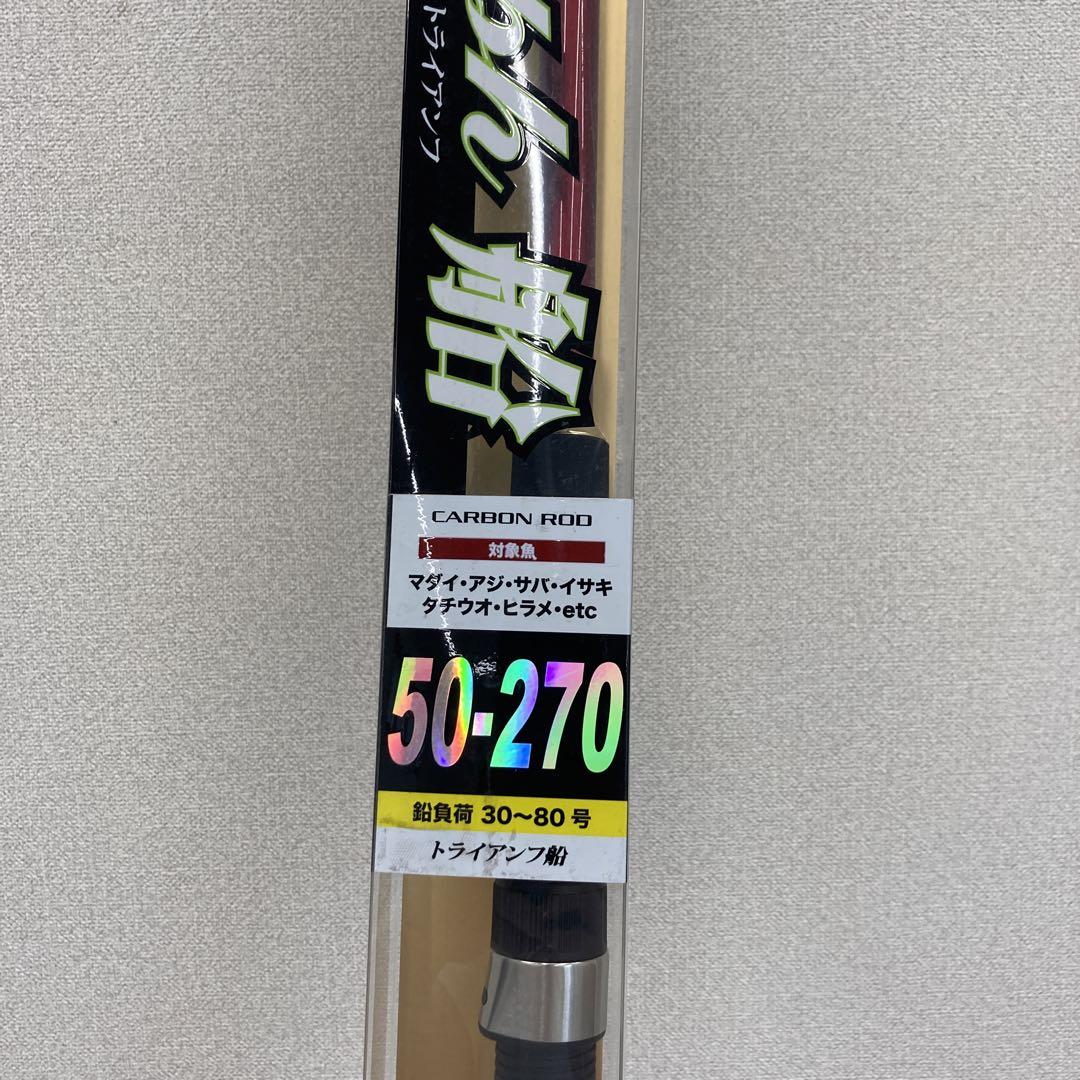 トライアンフ
船
CARBON ROD
対象魚
マダイ・アジ・サバ・イサキ
タチウオ・ヒラメ・etc
50-270
鉛負荷 30〜80 号
トライアンフ船